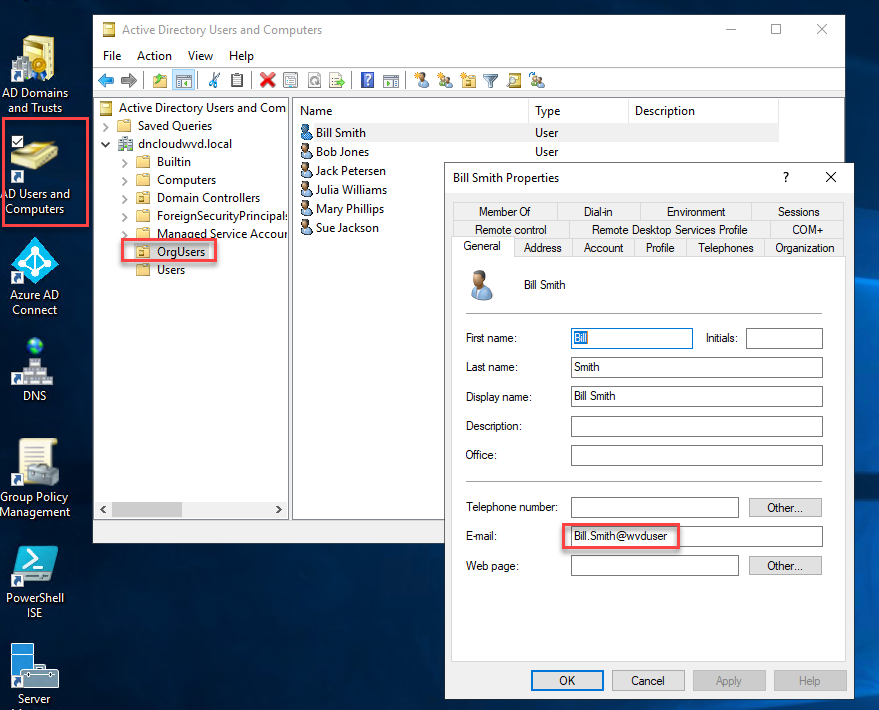 AD Domains
and Trusts
AD Users and
Computers
Azure AD
Connect
DNS
Group Policy
Management
PowerShell
ISE
Server
Active Directory Users and Computers
File Action View Help
Active Directory Users and Com
Saved Queries
dncloudwvd.local
Builtin
Computers
Domain Controllers
ForeignSecurityPrincipals
Managed Service Accour
OrgUsers
Users
Name Type Description
Bill Smith User
Bob Jones User
Jack Petersen
Julia Williams
Mary Phillips
Sue Jackson
Bill Smith Properties
?
Member Of Dial-in Environment Sessions
Remote control Remote Desktop Services Profile COM+
General Address Account Profile Telephones Organization
Bill Smith
First name: Bill Initials:
Last name: Smith
Display name: Bill Smith
Description:
Office:
Telephone number: Other...
E-mail: Bill.Smith@wvduser
Web page: Other...
OK Cancel Apply Help